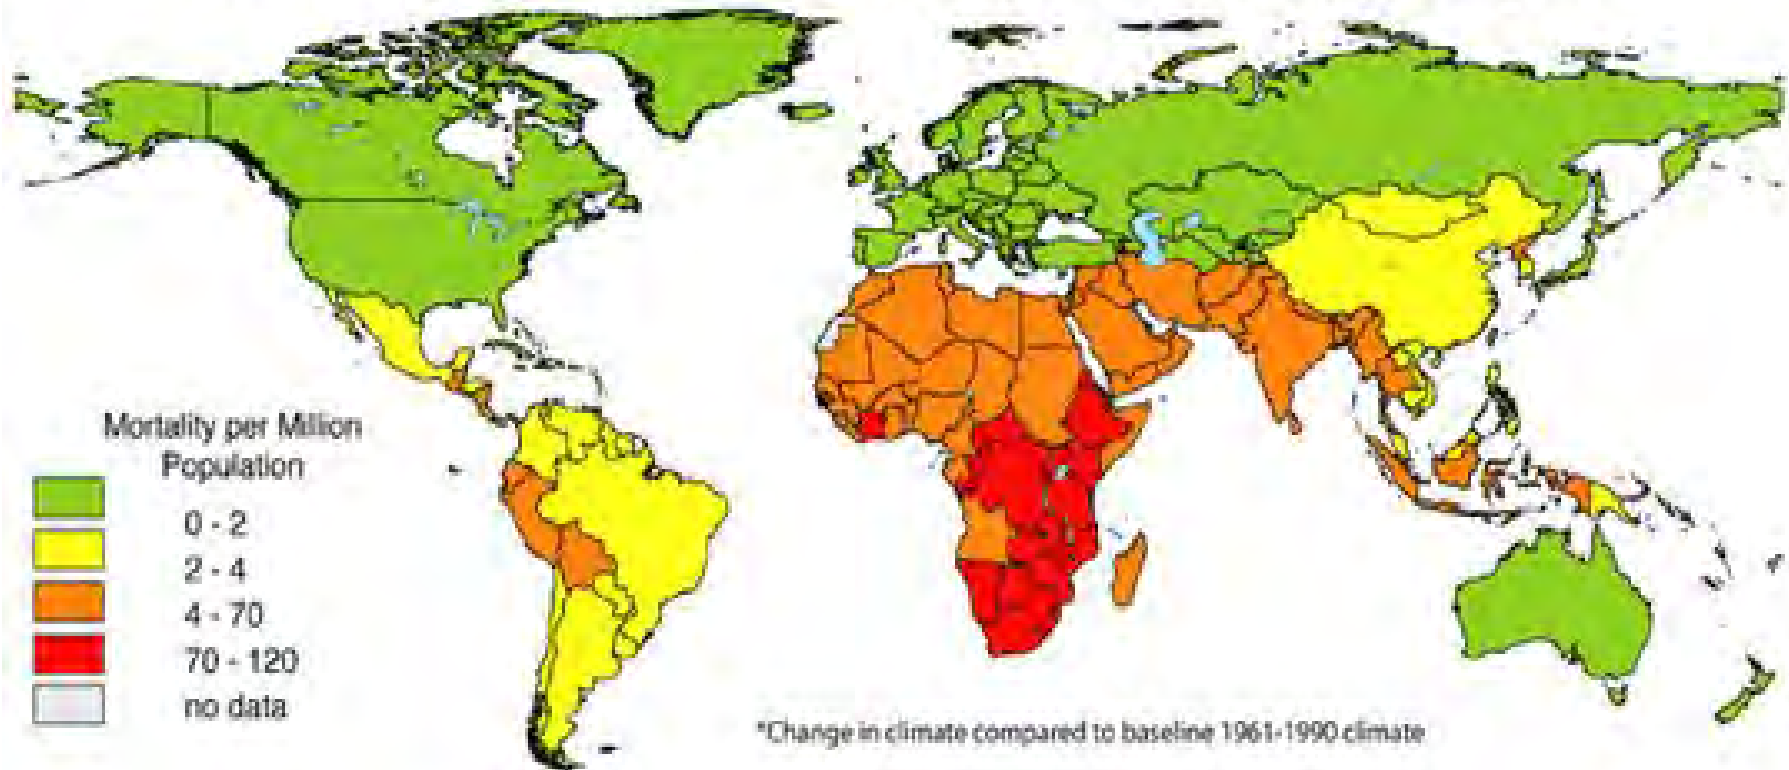 Mortality per Million
Population
0 - 2
2 - 4
4 - 70
70 - 120
no data
*Change in climate compared to baseline 1961-1990 climate